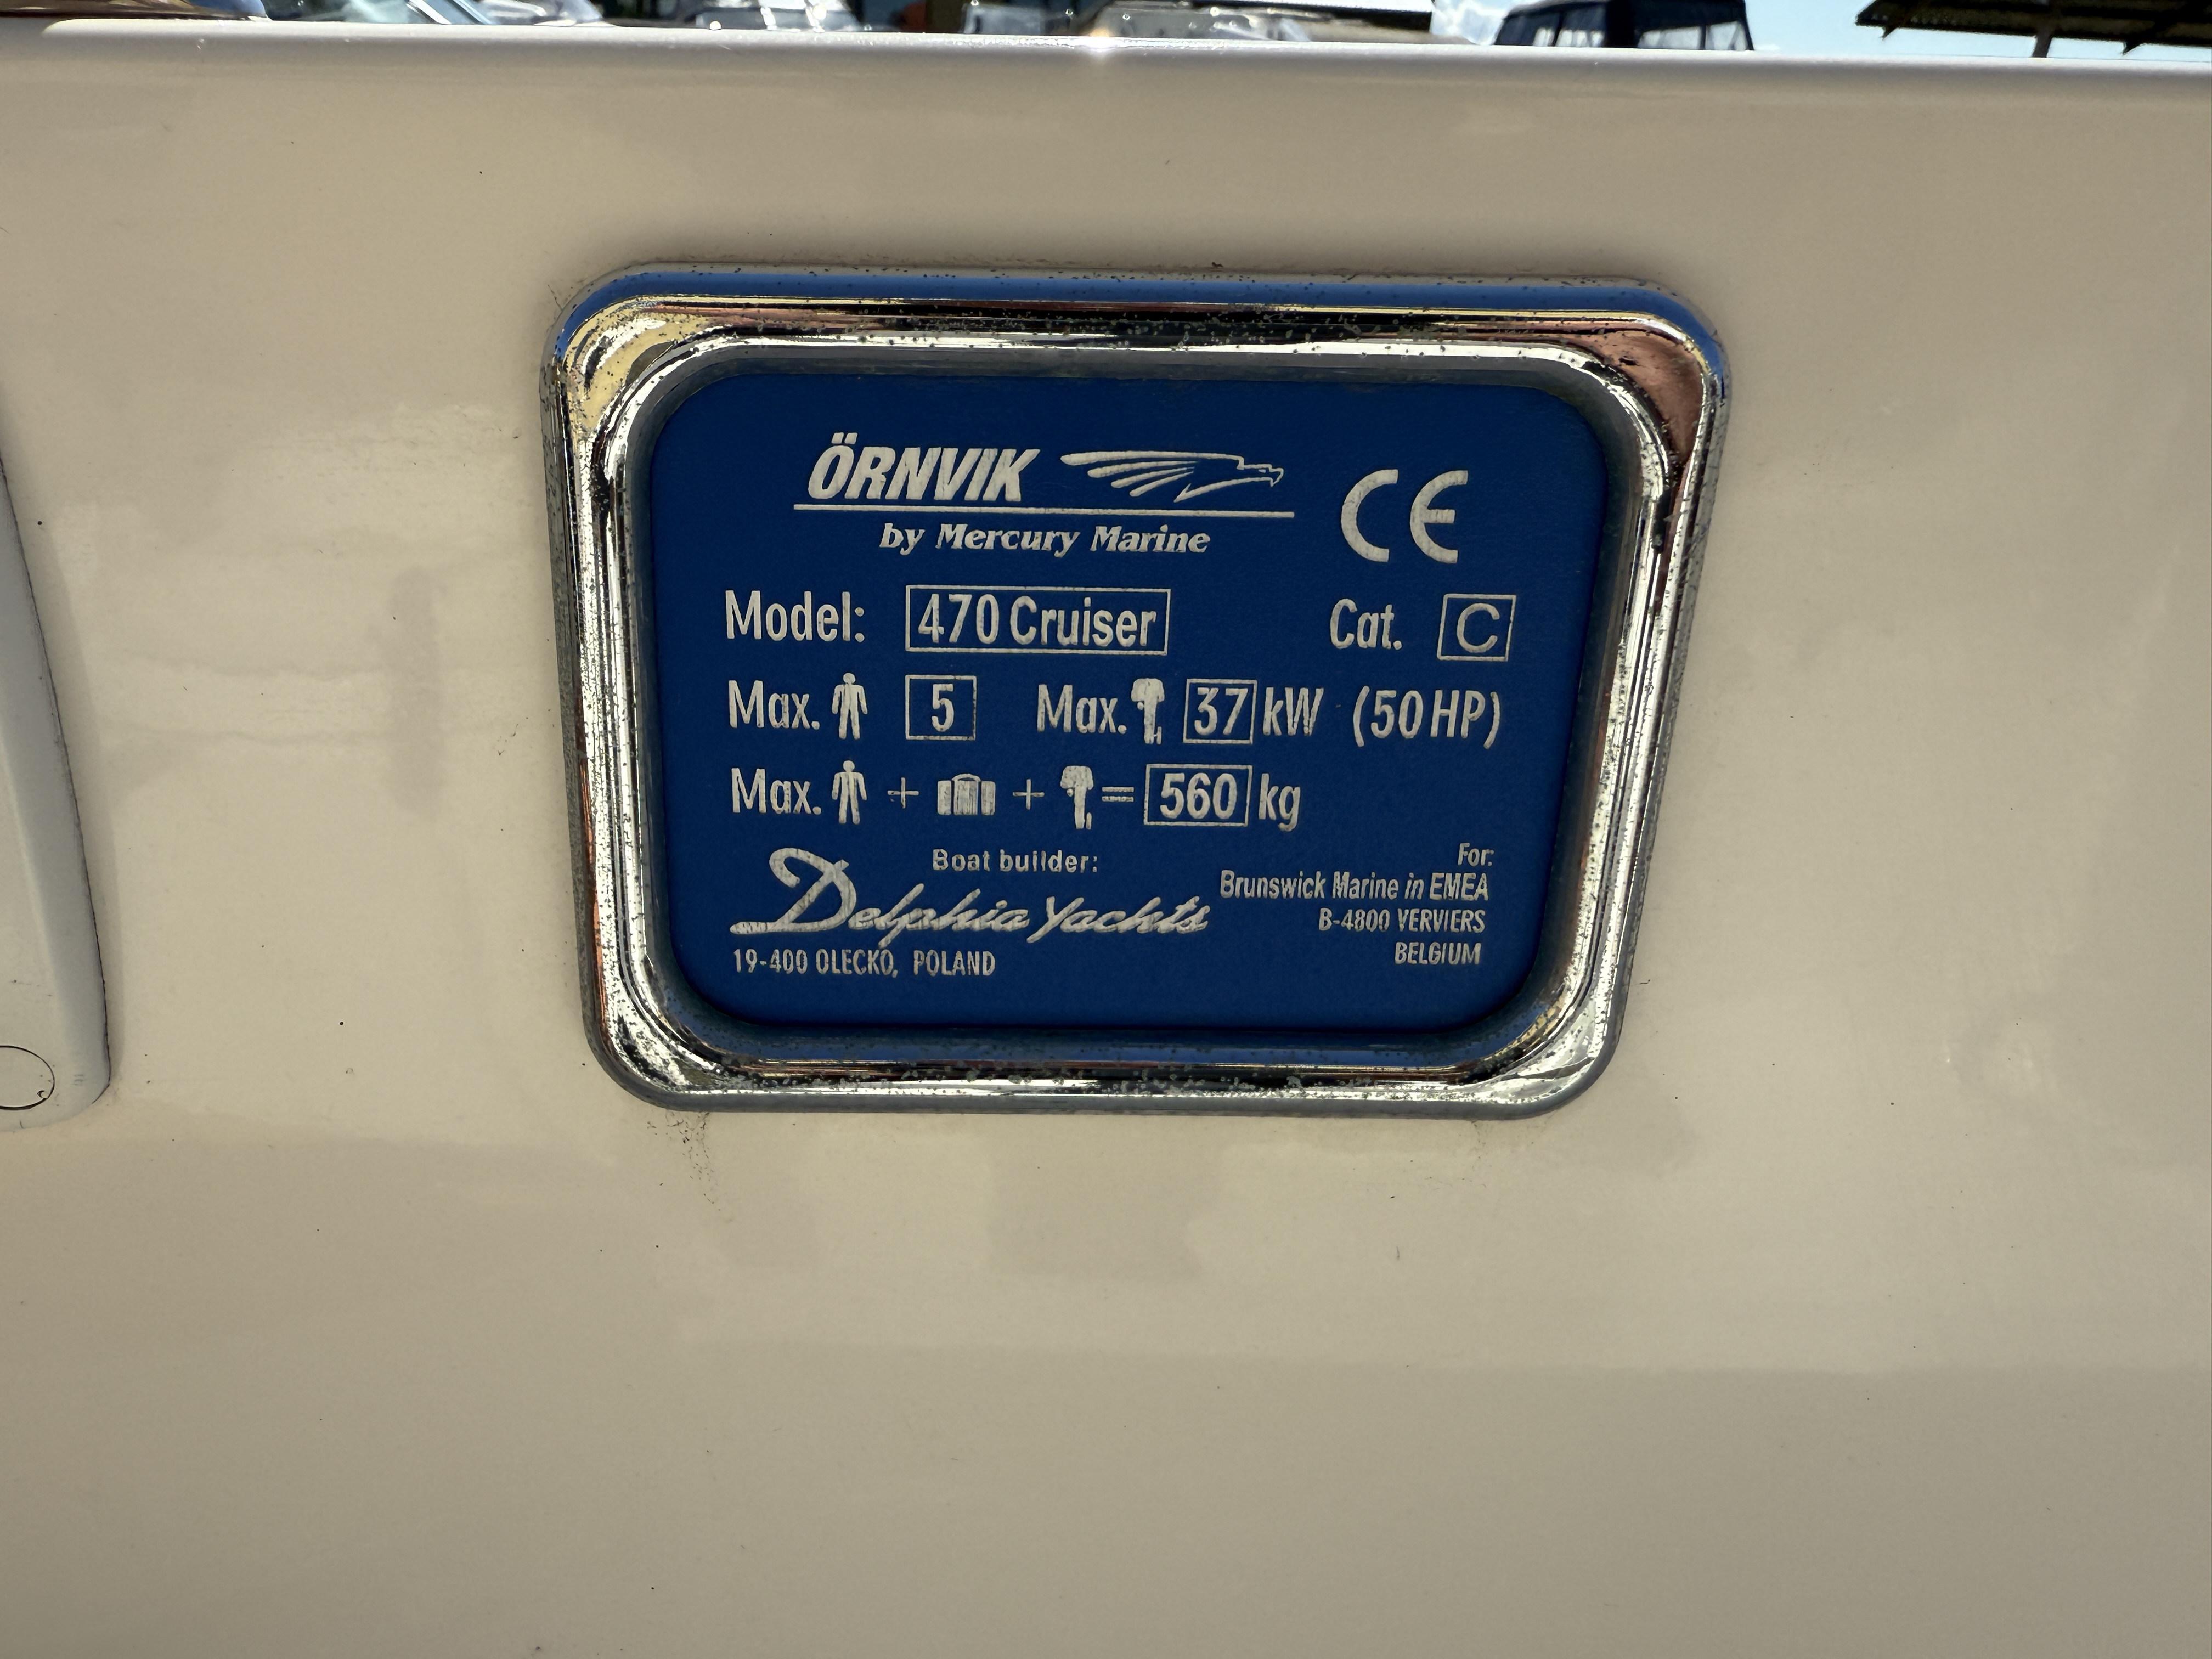 ÖRNVIK
by Mercury Marine
CE
Model: 470 Cruiser Cat. C
Max. 5 Max. 37 kW (50 HP)
Max. + + = 560 kg
Boat builder:
Delphia Yachts
19-400 OLECKO, POLAND
For:
Brunswick Marine in EMEA
B-4800 VERVIERS
BELGIUM